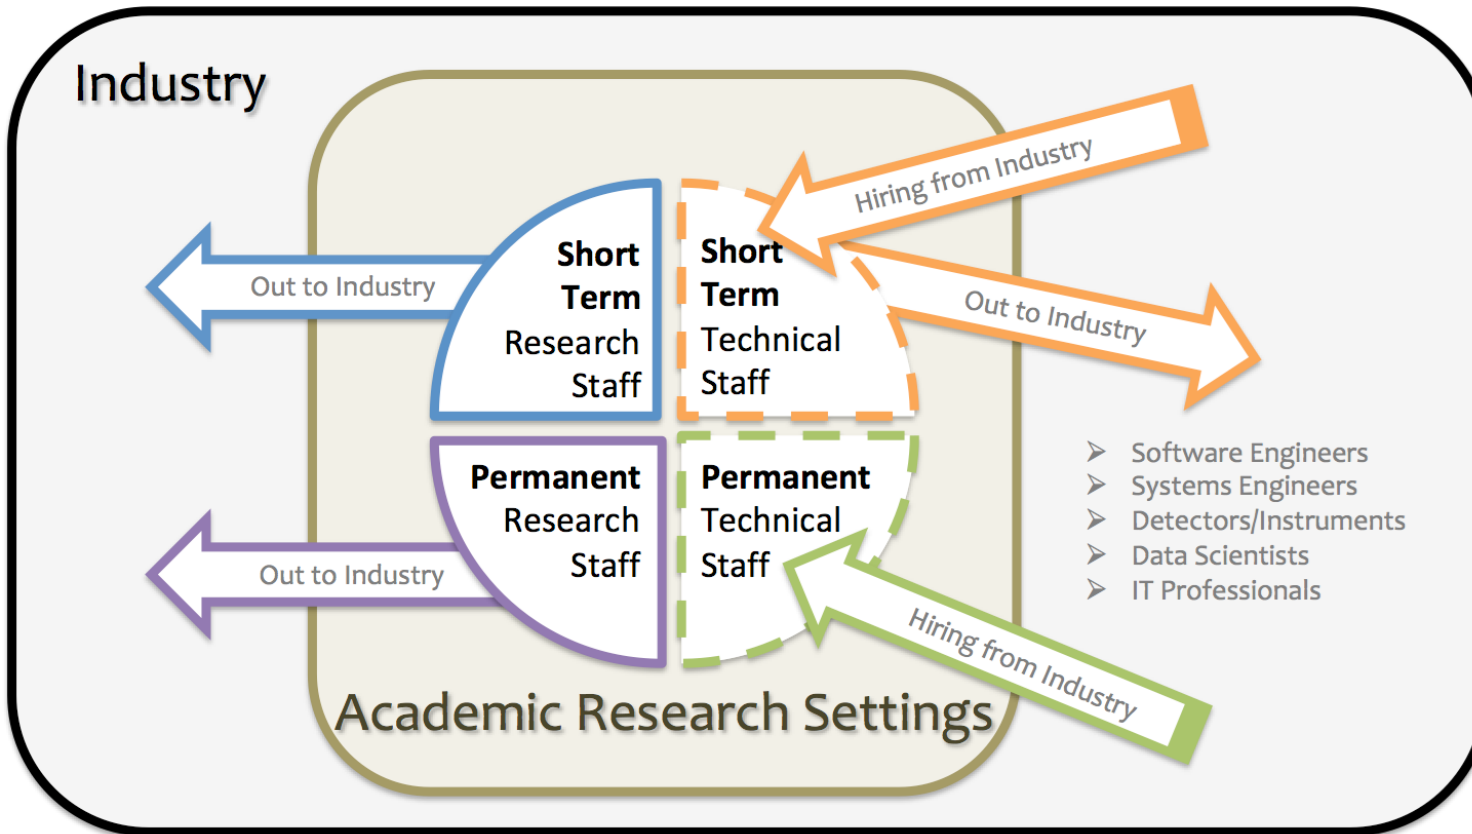 Industry
Hiring from Industry
Out to Industry
Short
Term
Research
Staff
Short
Term
Technical
Staff
Out to Industry
Permanent
Research
Staff
Permanent
Technical
Staff
Out to Industry
Hiring from Industry
Software Engineers
Systems Engineers
Detectors/Instruments
Data Scientists
IT Professionals
Academic Research Settings